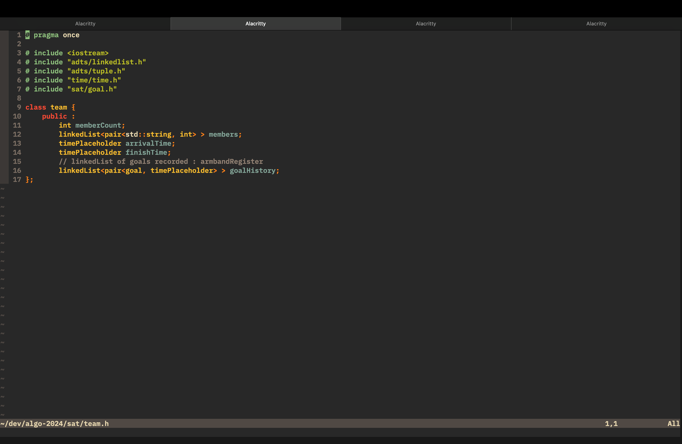 Alacritty Alacritty Alacritty Alacritty
1 # pragma once
2
3 # include <iostream>
4 # include "adts/linkedlist.h"
5 # include "adts/tuple.h"
6 # include "time/time.h"
7 # include "sat/goal.h"
8
9 class team {
10     public :
11         int memberCount;
12         linkedList<pair<std::string, int> > members;
13         timePlaceholder arrivalTime;
14         timePlaceholder finishTime;
15         // linkedList of goals recorded : armbandRegister
16         linkedList<pair<goal, timePlaceholder> > goalHistory;
17 };
~/dev/algo-2024/sat/team.h 1,1 All